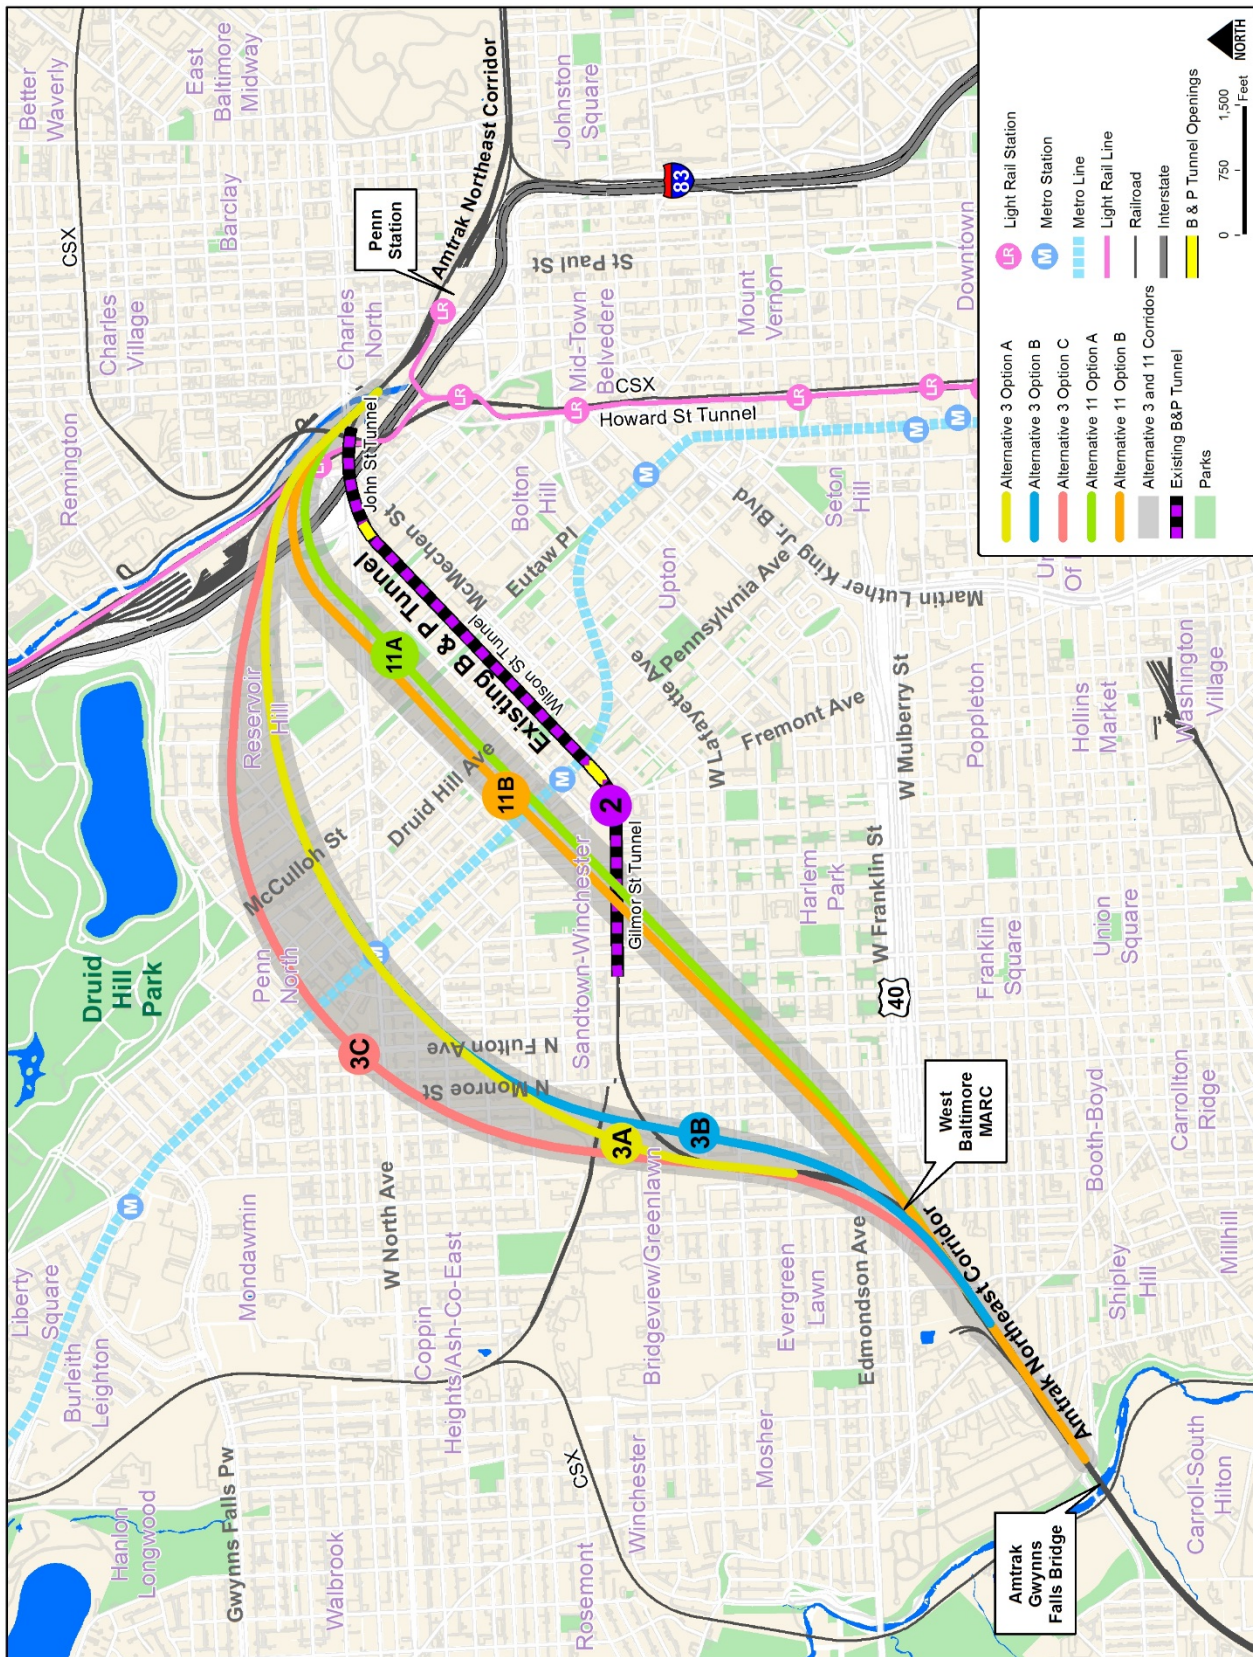 Liberty
Square
Burleith
Leighton
Hanlon
Longwood
Gwynns Falls Pw
Walbrook
Mondawmin
W North Ave
Coppin
Heights/Ash-Co-East
CSX
Rosemont
Winchester
Mosher
Bridgeview/Greenlawn
Evergreen
Lawn
Edmondson Ave
Amtrak
Gwynns
Falls Bridge
Amtrak Northeast Corridor
Carroll-South
Hilton
Shipley
Hill
Millhill
Booth-Boyd
Carrollton
Ridge
West
Baltimore
MARC
Druid
Hill
Park
Penn
North
McCulloh St
Reservoir
Hill
Druid Hill Ave
3C
3A
3B
11A
11B
2
N Fulton Ave
N Monroe St
Sandtown-Winchester
Gilmor St Tunnel
Existing B & P Tunnel
Wilson St Tunnel
John St Tunnel
McMechen St
Eutaw Pl
Bolton
Hill
Upton
W Lafayette Ave
Pennsylvnia Ave
Fremont Ave
Martin Luther King Jr. Blvd
Seton
Hill
W Mulberry St
W Franklin St
40
Harlem
Park
Franklin
Square
Union
Square
Poppleton
Hollins
Market
Washington
Village
Remington
Charles
Village
CSX
Better
Waverly
East
Baltimore
Midway
Barclay
Charles
North
Penn
Station
Amtrak Northeast Corridor
Johnston
Square
83
St Paul St
Mid-Town
Belvedere
CSX
Howard St Tunnel
Mount
Vernon
Downtown
Un
Of
M
M
M
M
M
M
LR
LR
LR
LR
LR
LR
Alternative 3 Option A
Alternative 3 Option B
Alternative 3 Option C
Alternative 11 Option A
Alternative 11 Option B
Alternative 3 and 11 Corridors
Existing B&P Tunnel
Parks
LR Light Rail Station
M Metro Station
Metro Line
Light Rail Line
Railroad
Interstate
B & P Tunnel Openings
0 750 1,500
Feet
NORTH